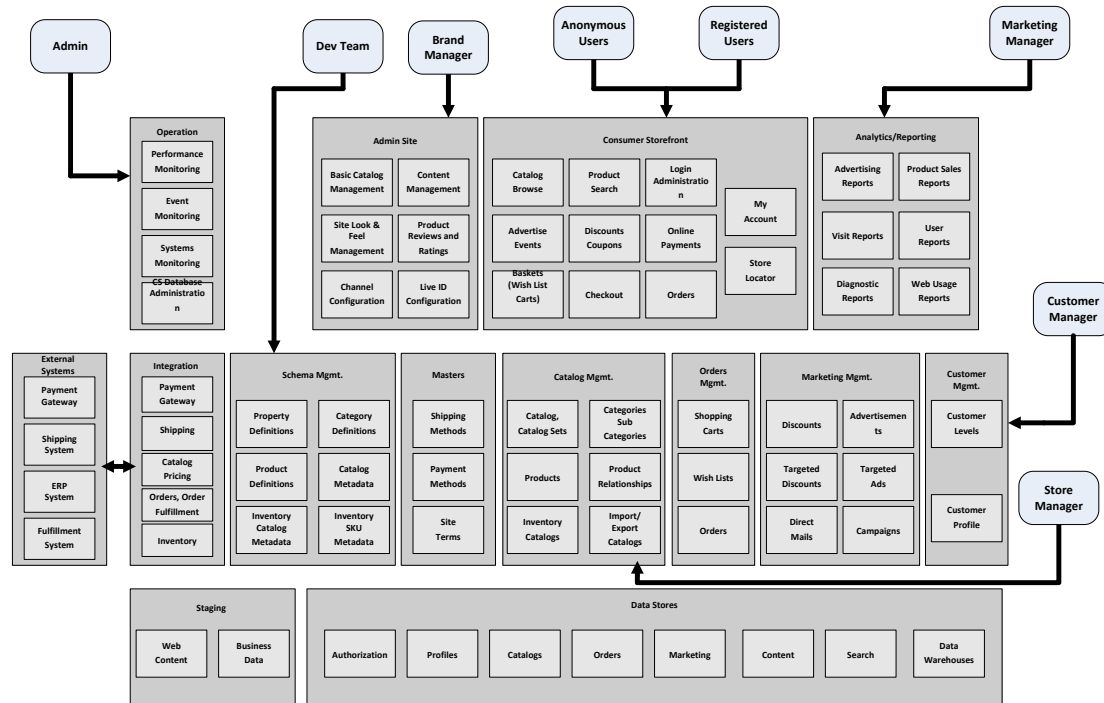 Admin
Dev Team
Brand
Manager
Anonymous
Users
Registered
Users
Marketing
Manager
Operation
Performance
Monitoring
Event
Monitoring
Systems
Monitoring
CS Database
Administratio
n
Admin Site
Basic Catalog
Management
Content
Management
Site Look &
Feel
Management
Product
Reviews and
Ratings
Channel
Configuration
Live ID
Configuration
Consumer Storefront
Catalog
Browse
Product
Search
Login
Administratio
n
Advertise
Events
Discounts
Coupons
Online
Payments
Baskets
(Wish List
Carts)
Checkout
Orders
My
Account
Store
Locator
Analytics/Reporting
Advertising
Reports
Product Sales
Reports
Visit Reports
User
Reports
Diagnostic
Reports
Web Usage
Reports
Customer
Manager
External
Systems
Payment
Gateway
Shipping
System
ERP
System
Fulfillment
System
Integration
Payment
Gateway
Shipping
Catalog
Pricing
Orders, Order
Fulfillment
Inventory
Schema Mgmt.
Property
Definitions
Category
Definitions
Product
Definitions
Catalog
Metadata
Inventory
Catalog
Metadata
Inventory
SKU
Metadata
Masters
Shipping
Methods
Payment
Methods
Site
Terms
Catalog Mgmt.
Catalog,
Catalog Sets
Categories
Sub
Categories
Products
Product
Relationships
Inventory
Catalogs
Import/
Export
Catalogs
Orders
Mgmt.
Shopping
Carts
Wish Lists
Orders
Marketing Mgmt.
Discounts
Advertisemen
ts
Targeted
Discounts
Targeted
Ads
Direct
Mails
Campaigns
Customer
Mgmt.
Customer
Levels
Customer
Profile
Store
Manager
Staging
Web
Content
Business
Data
Data Stores
Authorization
Profiles
Catalogs
Orders
Marketing
Content
Search
Data
Warehouses